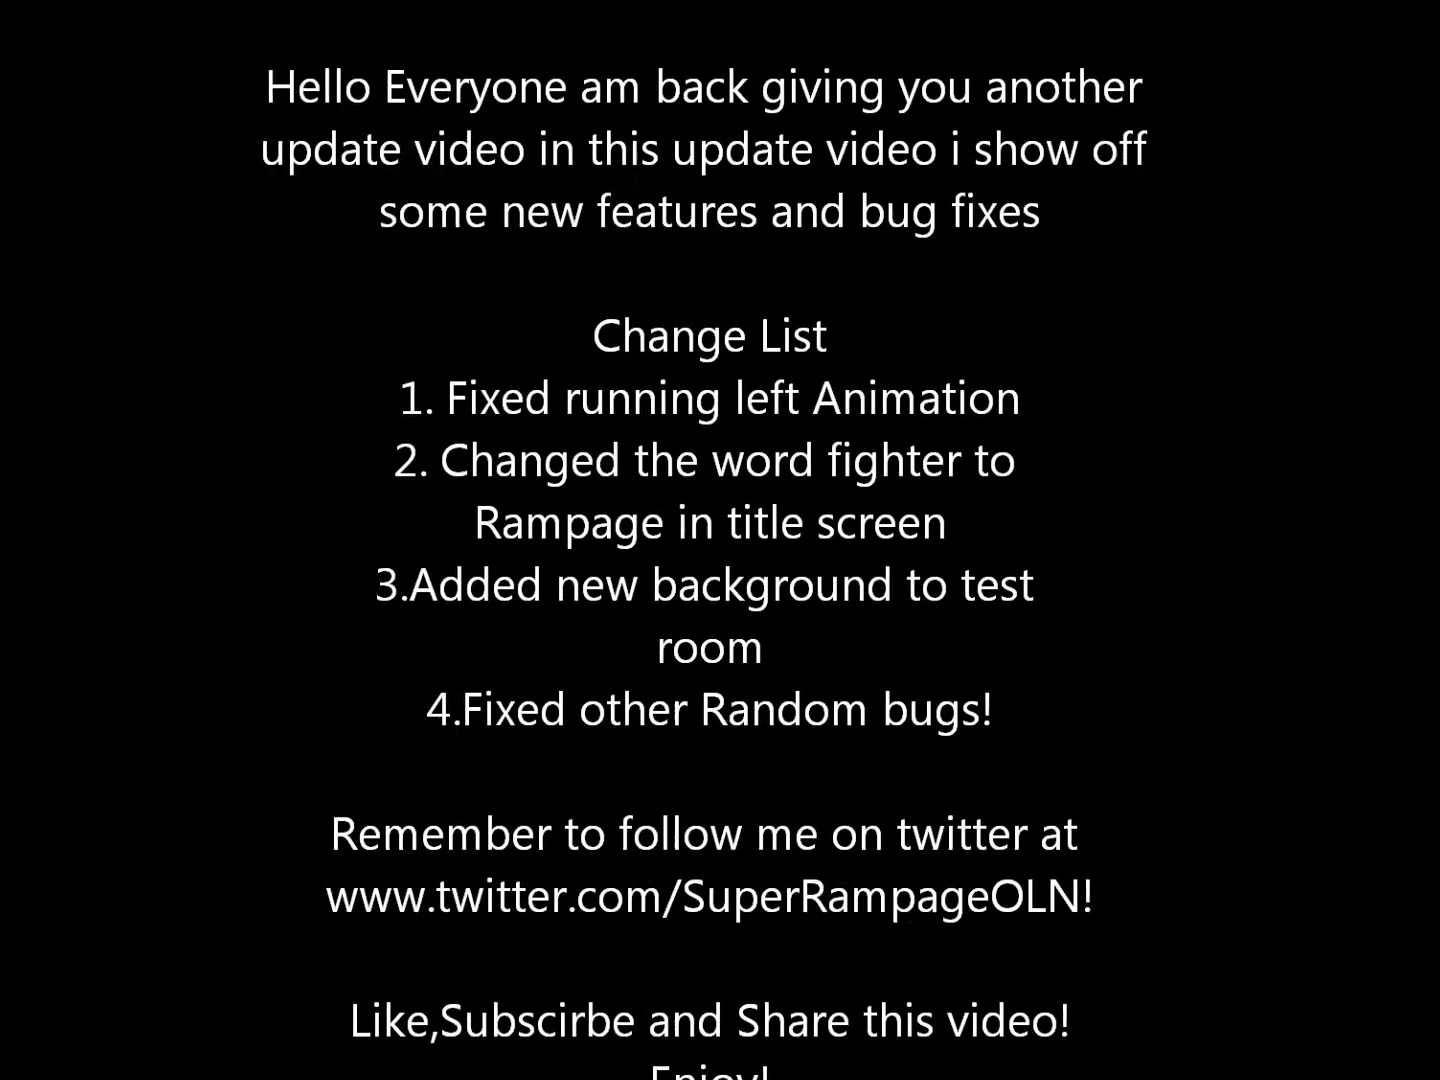 Hello Everyone am back giving you another
update video in this update video i show off
some new features and bug fixes
Change List
1. Fixed running left Animation
2. Changed the word fighter to
Rampage in title screen
3.Added new background to test
room
4.Fixed other Random bugs!
Remember to follow me on twitter at
www.twitter.com/SuperRampageOLN!
Like,Subscirbe and Share this video!
Enjoy!